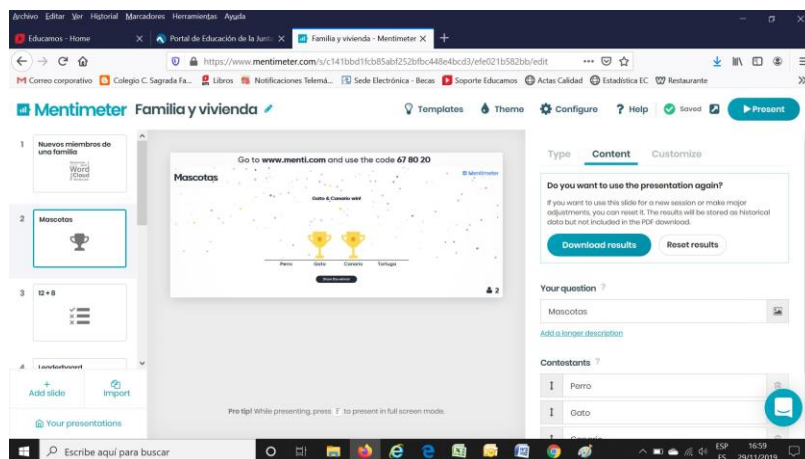 Archivo Editar Ver Historial Marcadores Herramientas Ayuda
Educamos - Home
Portal de Educación de la Junta
Familia y vivienda - Mentimeter
https://www.mentimeter.com/s/c141bbd1fcb85abf252bfbc448e4bcd3/efe021b582bb/edit
Correo corporativo
Colegio C. Sagrada Fa...
Libros
Notificaciones Telemá...
Sede Electrónica - Becas
Soporte Educamos
Actas Calidad
Estadística EC
Restaurante
Mentimeter Familia y vivienda
Templates
Theme
Configure
? Help
Saved
Present
1 Nuevos miembros de una familia
Word
Cloud
2 Mascotas
3 12 + 8
4 Leaderboard
+ Add slide
Import
Your presentations
Go to www.menti.com and use the code 67 80 20
Mascotas
Mentimeter
Gato & Canario win!
Perro Gato Canario Tortuga
2
Pro tip! While presenting, press F to present in full screen mode.
Type Content Customize
Do you want to use the presentation again?
If you want to use this slide for a new session or make major
adjustments, you can reset it. The results will be stored as historical
data but not included in the PDF download.
Download results
Reset results
Your question ?
Mascotas
Add a longer description
Contestants ?
Perro
Gato
Canario
Escribe aquí para buscar
ESP
ES
16:59
29/11/2019